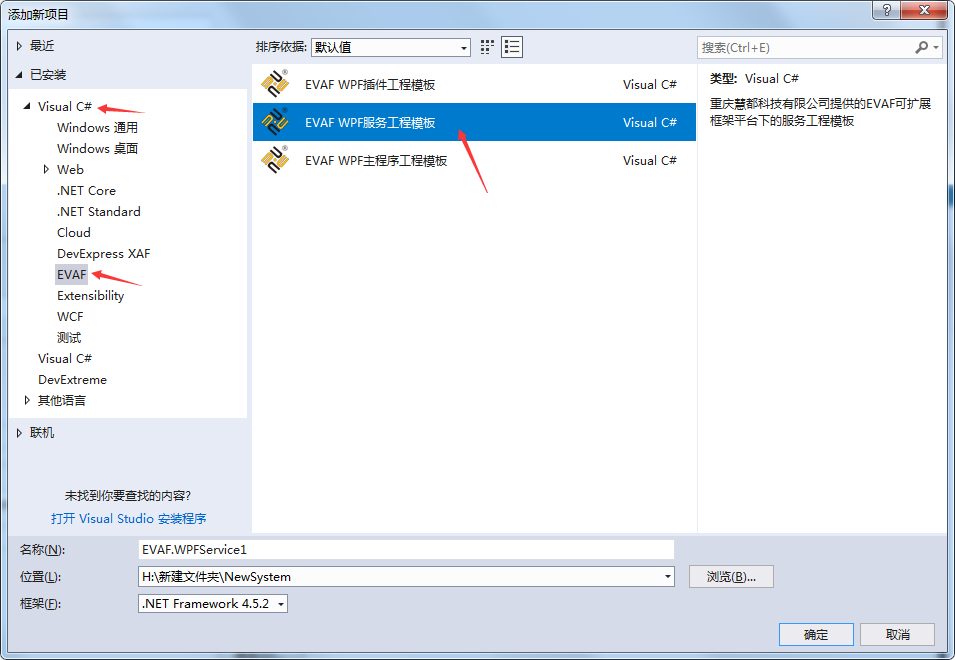 添加新项目
?
最近
已安装
Visual C#
Windows 通用
Windows 桌面
Web
.NET Core
.NET Standard
Cloud
DevExpress XAF
EVAF
Extensibility
WCF
测试
Visual C#
DevExtreme
其他语言
联机
未找到你要查找的内容?
打开 Visual Studio 安装程序
排序依据: 默认值
EVAF WPF插件工程模板 Visual C#
EVAF WPF服务工程模板 Visual C#
EVAF WPF主程序工程模板 Visual C#
搜索(Ctrl+E)
类型: Visual C#
重庆慧都科技有限公司提供的EVAF可扩展
框架平台下的服务工程模板
名称(N): EVAF.WPFService1
位置(L): H:\新建文件夹\NewSystem 浏览(B)...
框架(F): .NET Framework 4.5.2
确定 取消